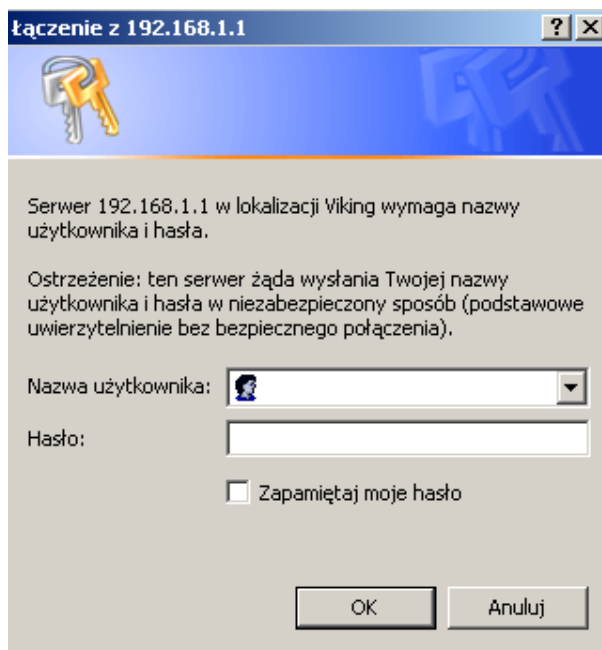 Łączenie z 192.168.1.1
Serwer 192.168.1.1 w lokalizacji Viking wymaga nazwy
użytkownika i hasła.
Ostrzeżenie: ten serwer żąda wysłania Twojej nazwy
użytkownika i hasła w niezabezpieczony sposób (podstawowe
uwierzytelnienie bez bezpiecznego połączenia).
Nazwa użytkownika:
Hasło:
Zapamiętaj moje hasło
OK Anuluj